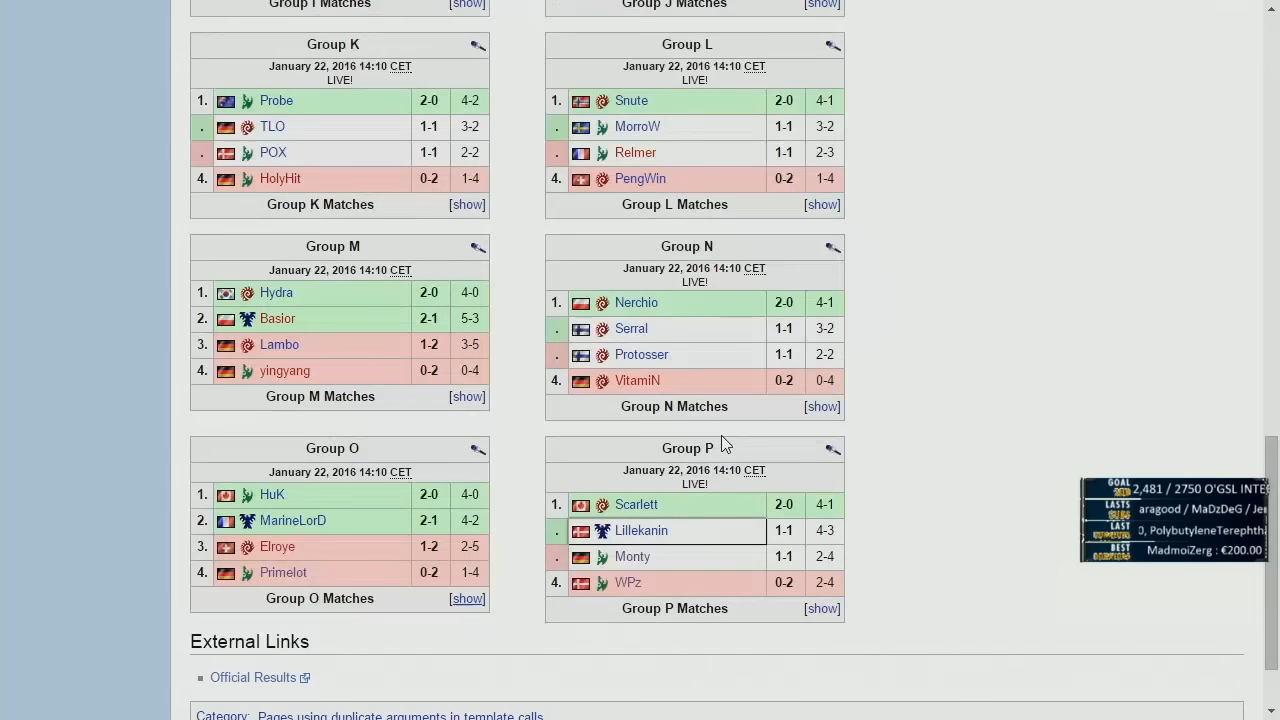 Group I Matches [show]
Group J Matches [show]
Group K
January 22, 2016 14:10 CET
LIVE!
1. Probe 2-0 4-2
. TLO 1-1 3-2
. POX 1-1 2-2
4. HolyHit 0-2 1-4
Group K Matches [show]
Group L
January 22, 2016 14:10 CET
LIVE!
1. Snute 2-0 4-1
. MorroW 1-1 3-2
. Relmer 1-1 2-3
4. PengWin 0-2 1-4
Group L Matches [show]
Group M
January 22, 2016 14:10 CET
1. Hydra 2-0 4-0
2. Basior 2-1 5-3
3. Lambo 1-2 3-5
4. yingyang 0-2 0-4
Group M Matches [show]
Group N
January 22, 2016 14:10 CET
LIVE!
1. Nerchio 2-0 4-1
. Serral 1-1 3-2
. Protosser 1-1 2-2
4. VitamiN 0-2 0-4
Group N Matches [show]
Group O
January 22, 2016 14:10 CET
1. HuK 2-0 4-0
2. MarineLorD 2-1 4-2
3. Elroye 1-2 2-5
4. Primelot 0-2 1-4
Group O Matches [show]
Group P
January 22, 2016 14:10 CET
LIVE!
1. Scarlett 2-0 4-1
. Lillekanin 1-1 4-3
. Monty 1-1 2-4
4. WPz 0-2 2-4
Group P Matches [show]
GOAL 2,481 / 2750 O'GSL INTE
LASTS aragood / MaDzDeG / Je
LAST 0, PolybutyleneTerephth
BEST MadmoiZerg : €200.00
External Links
Official Results
Category: Pages using duplicate arguments in template calls